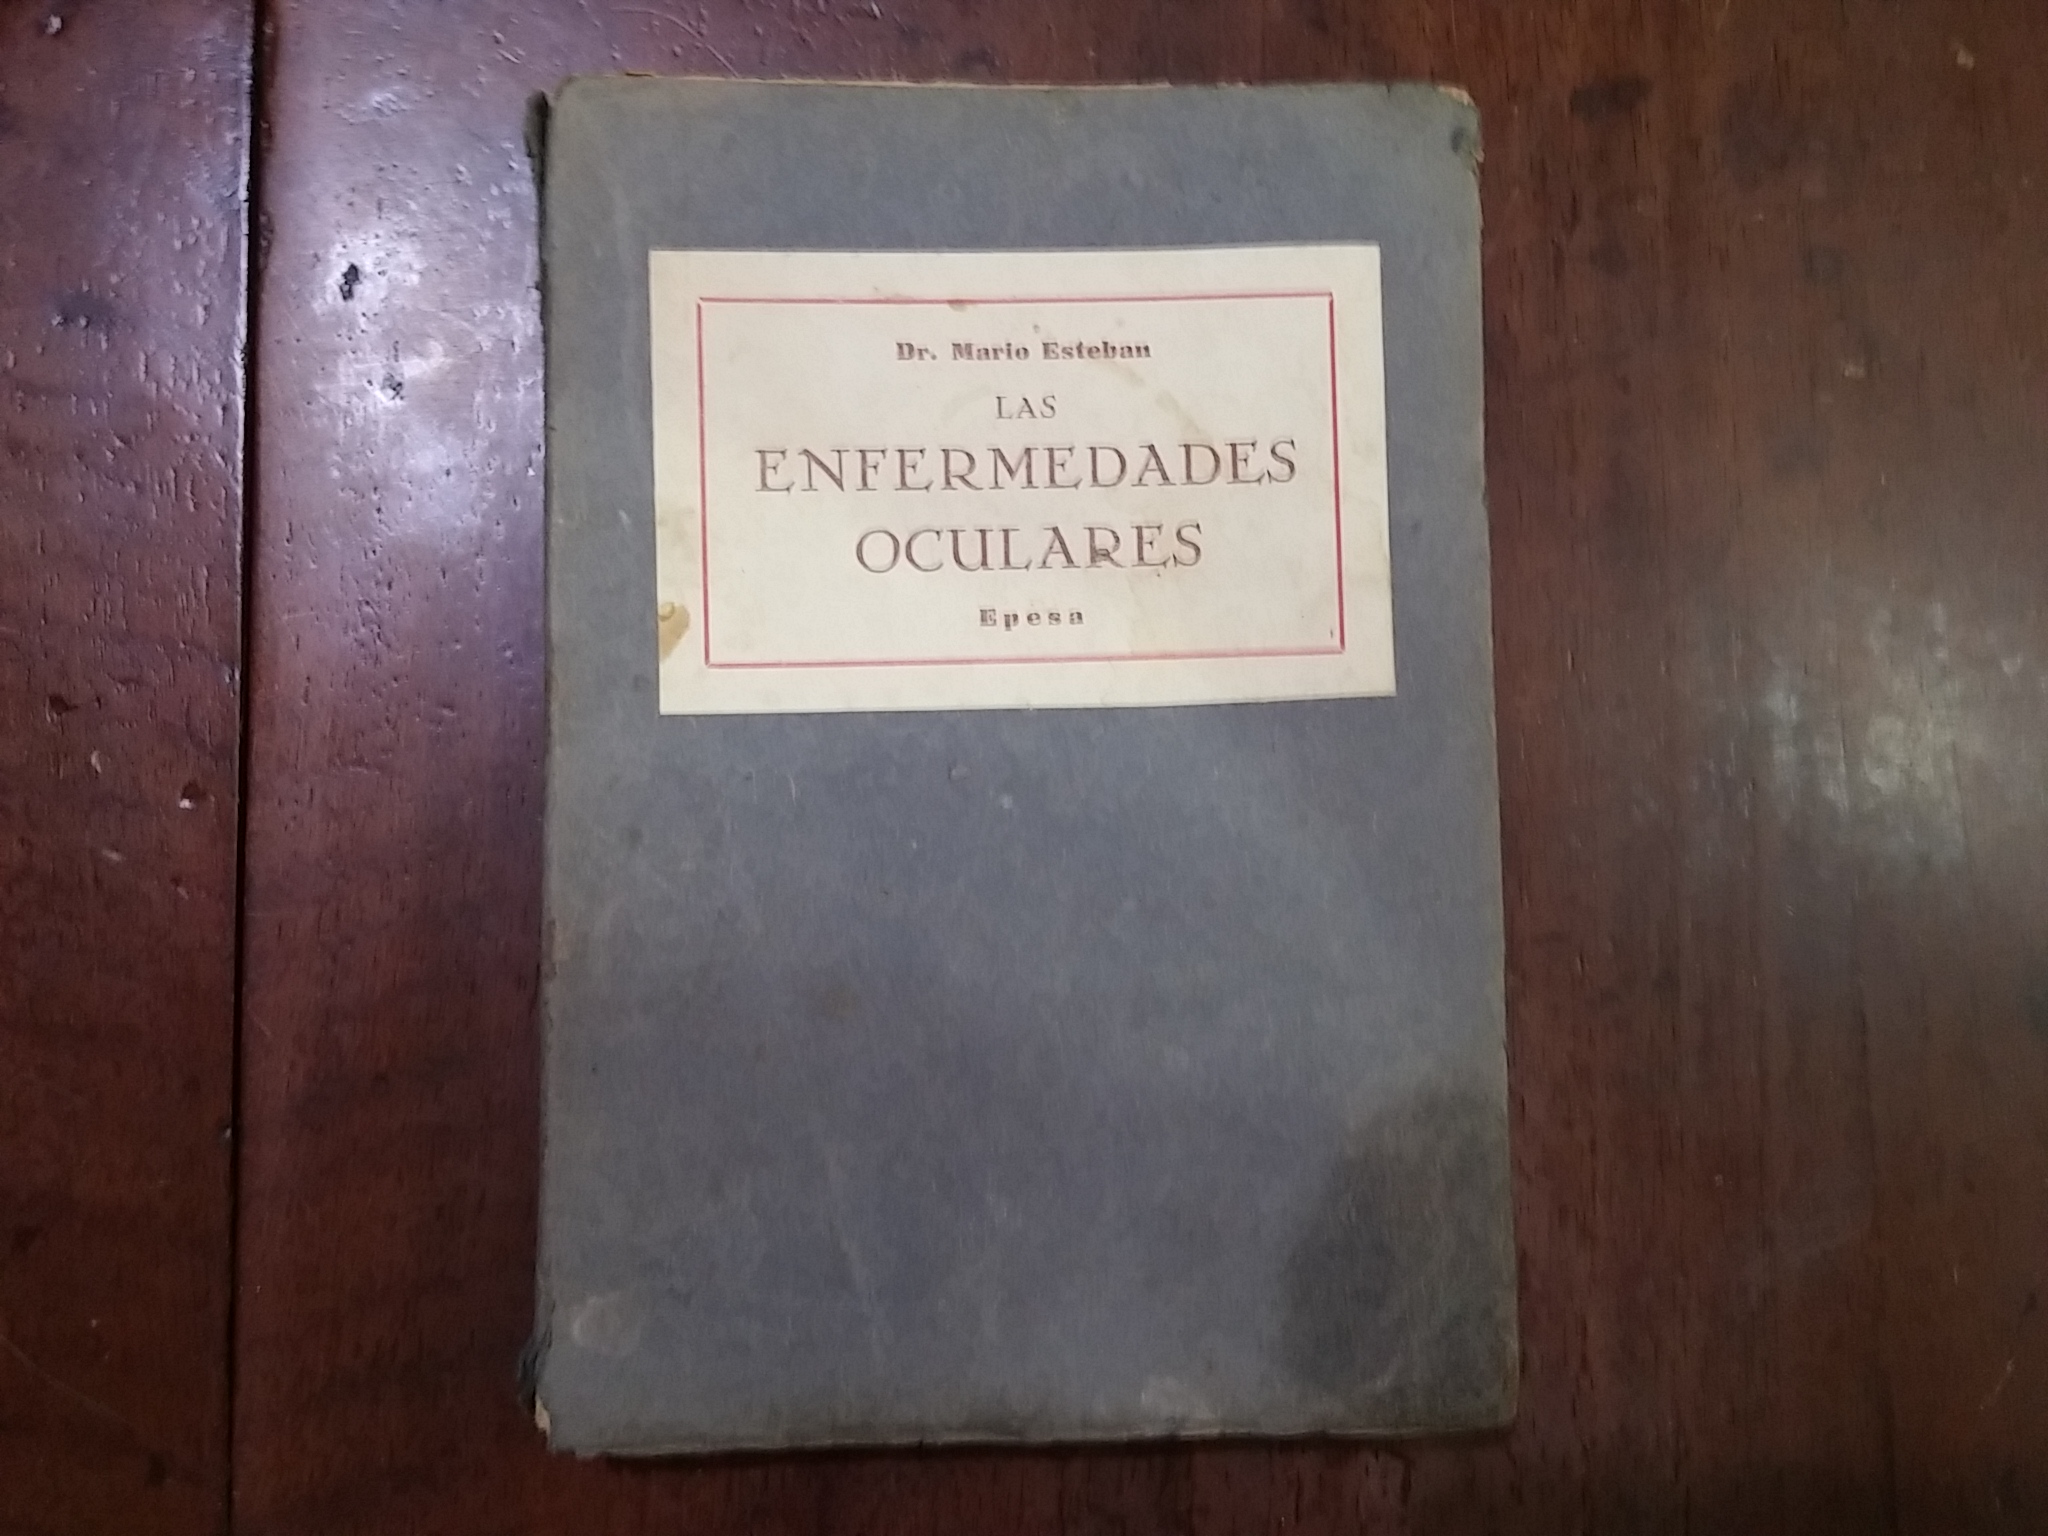 Dr. Mario Esteban
LAS
ENFERMEDADES
OCULARES
Epesa